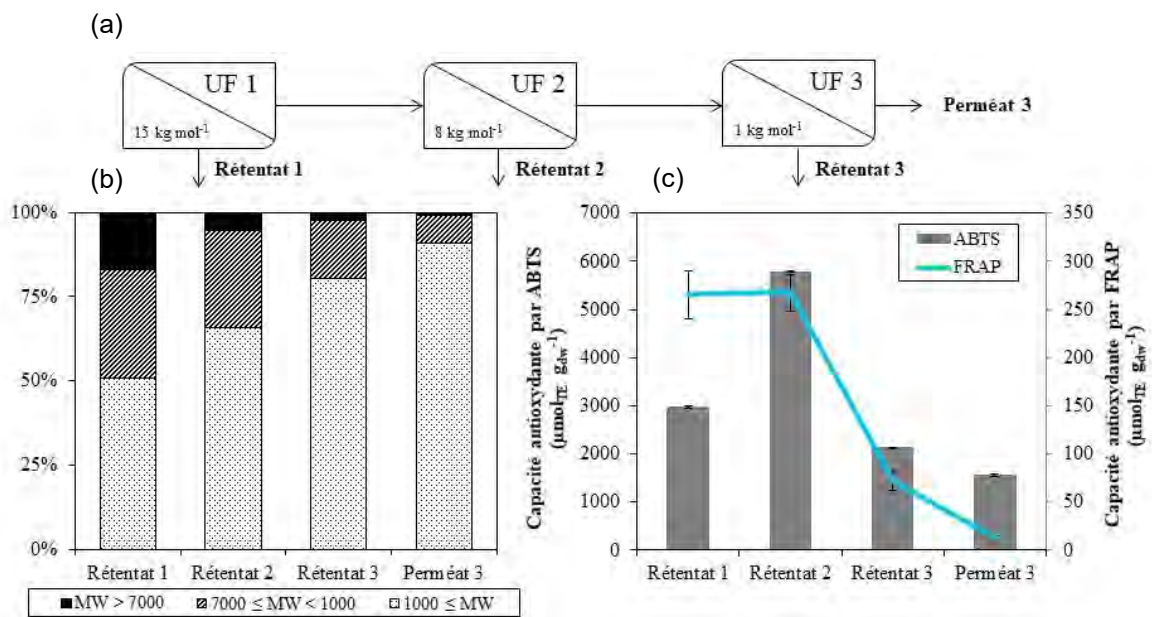 (a)
UF 1
15 kg mol-1
UF 2
8 kg mol-1
UF 3
1 kg mol-1
Perméat 3
Rétentat 1
Rétentat 2
Rétentat 3
(b)
100%
75%
50%
25%
0%
Rétentat 1 Rétentat 2 Rétentat 3 Perméat 3
MW > 7000 7000 ≤ MW < 1000 1000 ≤ MW
(c)
Capacité antioxydante par ABTS
(µmolTE gdw-1)
7000
6000
5000
4000
3000
2000
1000
0
ABTS
FRAP
350
300
250
200
150
100
50
0
Capacité antioxydante par FRAP
(µmolTE gdw-1)
Rétentat 1 Rétentat 2 Rétentat 3 Perméat 3